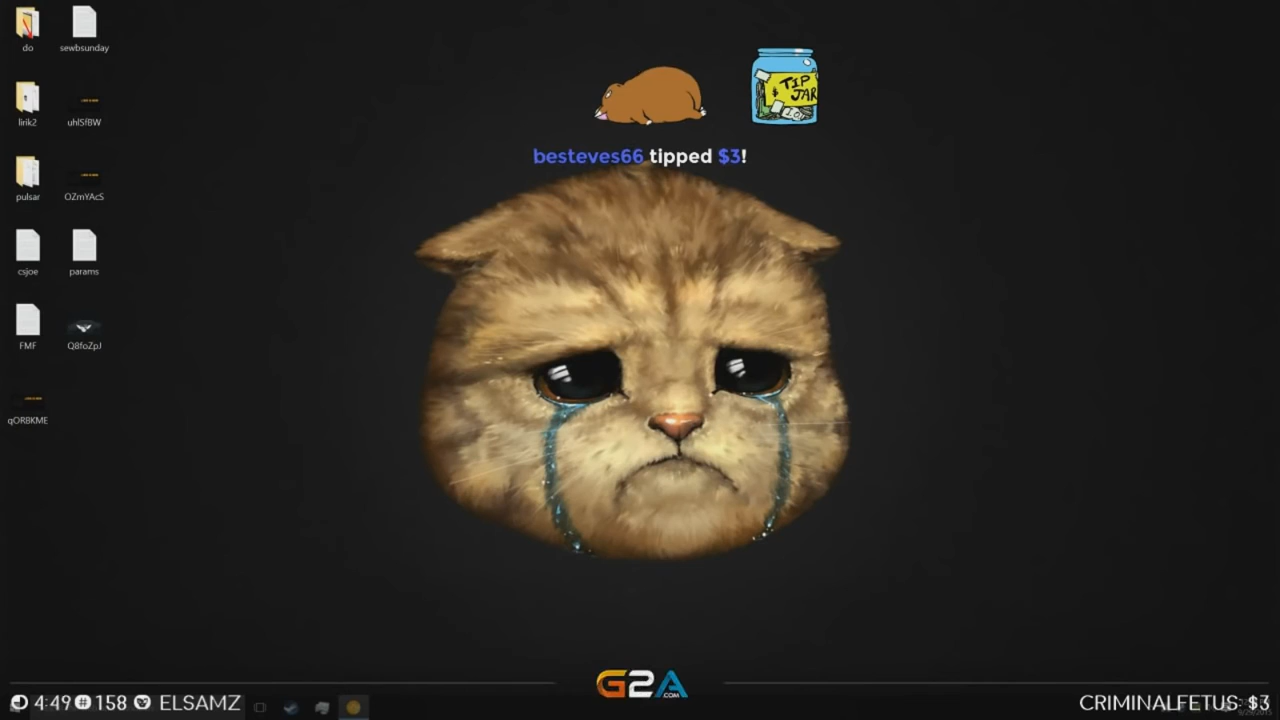 do
sewbsunday
lirik2
uhlSfBW
pulsar
OZmYAcS
csjoe
params
FMF
Q8foZpJ
qORBKME
TIP
$ JAR
besteves66 tipped $3!
G2A
.COM
4:49 # 158 ELSAMZ
CRIMINALFETUS: $3